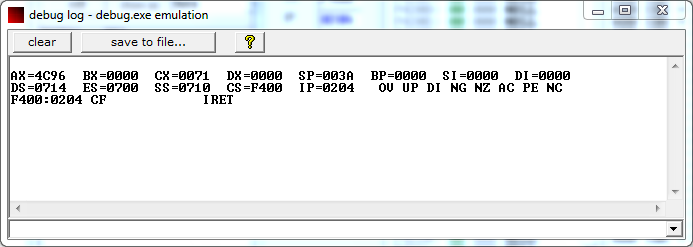 debug log - debug.exe emulation
clear save to file... ?
AX=4C96 BX=0000 CX=0071 DX=0000 SP=003A BP=0000 SI=0000 DI=0000
DS=0714 ES=0700 SS=0710 CS=F400 IP=0204 OV UP DI NG NZ AC PE NC
F400:0204 CF IRET